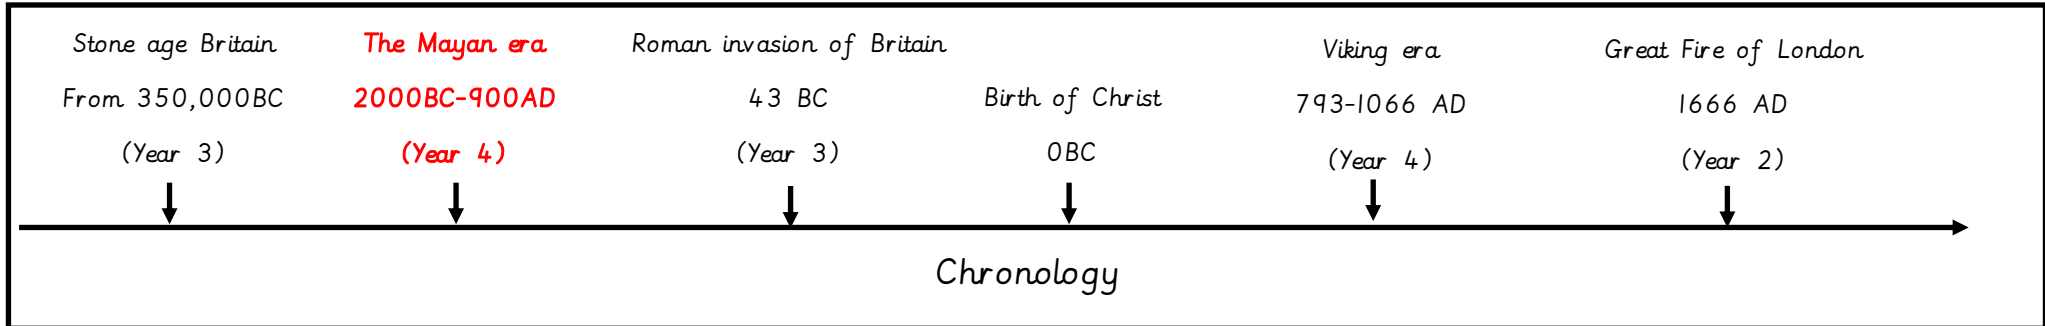 Stone age Britain
From 350,000BC
(Year 3)
The Mayan era
2000BC-900AD
(Year 4)
Roman invasion of Britain
43 BC
(Year 3)
Birth of Christ
0BC
Viking era
793-1066 AD
(Year 4)
Great Fire of London
1666 AD
(Year 2)
Chronology